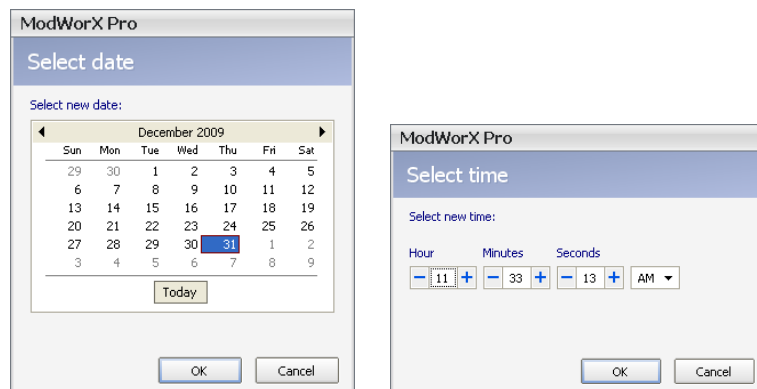 ModWorX Pro
Select date
Select new date:
December 2009
Sun Mon Tue Wed Thu Fri Sat
29 30 1 2 3 4 5
6 7 8 9 10 11 12
13 14 15 16 17 18 19
20 21 22 23 24 25 26
27 28 29 30 31 1 2
3 4 5 6 7 8 9
Today
OK Cancel
ModWorX Pro
Select time
Select new time:
Hour Minutes Seconds
− 11 + − 33 + − 13 + AM
OK Cancel